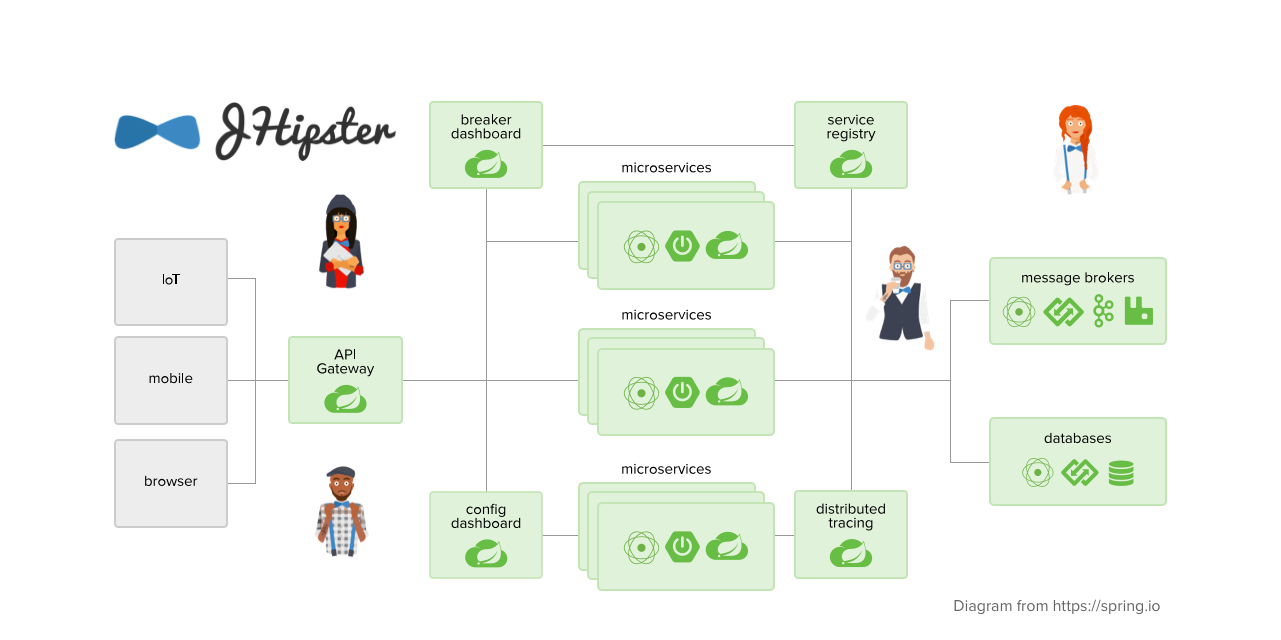 JHipster
breaker
dashboard
service
registry
microservices
IoT
mobile
browser
API
Gateway
microservices
message brokers
databases
microservices
config
dashboard
distributed
tracing
Diagram from https://spring.io